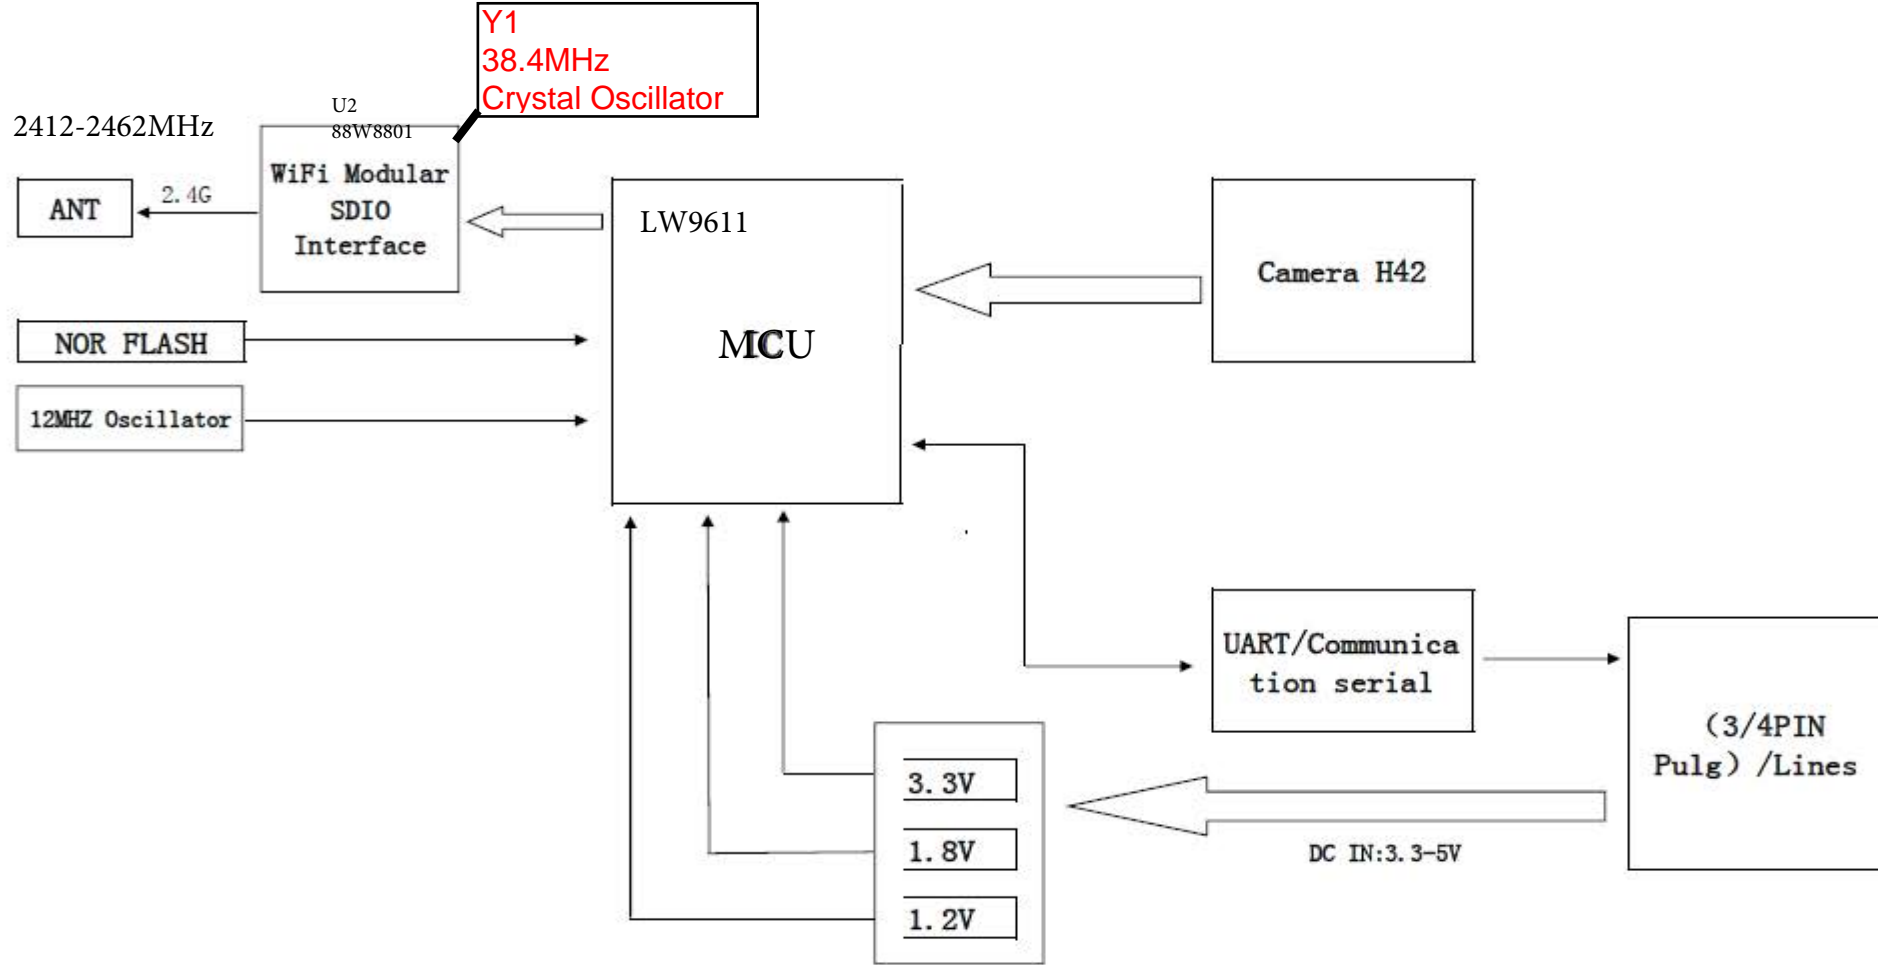 Y1
38.4MHz
Crystal Oscillator
U2
88W8801
2412-2462MHz
WiFi Modular
SDIO
Interface
ANT
2.4G
LW9611
MCU
Camera H42
NOR FLASH
12MHZ Oscillator
UART/Communica
tion serial
(3/4PIN
Pulg) /Lines
3.3V
1.8V
1.2V
DC IN:3.3-5V